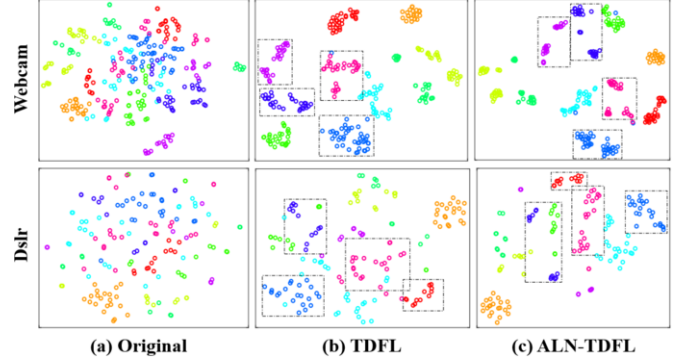 Webcam
Dslr
(a) Original
(b) TDFL
(c) ALN-TDFL